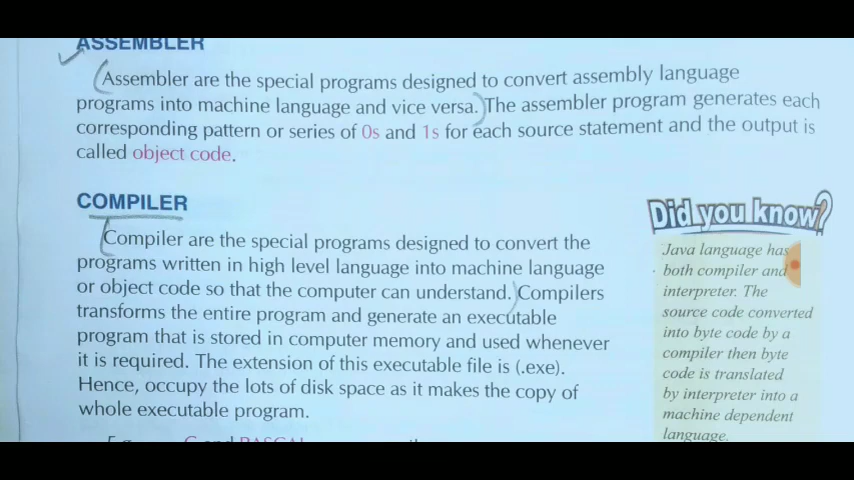 ASSEMBLER
Assembler are the special programs designed to convert assembly language
programs into machine language and vice versa. The assembler program generates each
corresponding pattern or series of 0s and 1s for each source statement and the output is
called object code.
COMPILER
Compiler are the special programs designed to convert the
programs written in high level language into machine language
or object code so that the computer can understand. Compilers
transforms the entire program and generate an executable
program that is stored in computer memory and used whenever
it is required. The extension of this executable file is (.exe).
Hence, occupy the lots of disk space as it makes the copy of
whole executable program.
C and PASCAL
Did you know?
Java language has
both compiler and
interpreter. The
source code converted
into byte code by a
compiler then byte
code is translated
by interpreter into a
machine dependent
language.